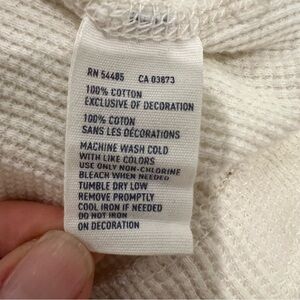 RN 54485 CA 03873
100% COTTON
EXCLUSIVE OF DECORATION
100% COTON
SANS LES DÉCORATIONS
MACHINE WASH COLD
WITH LIKE COLORS
USE ONLY NON-CHLORINE
BLEACH WHEN NEEDED
TUMBLE DRY LOW
REMOVE PROMPTLY
COOL IRON IF NEEDED
DO NOT IRON
ON DECORATION